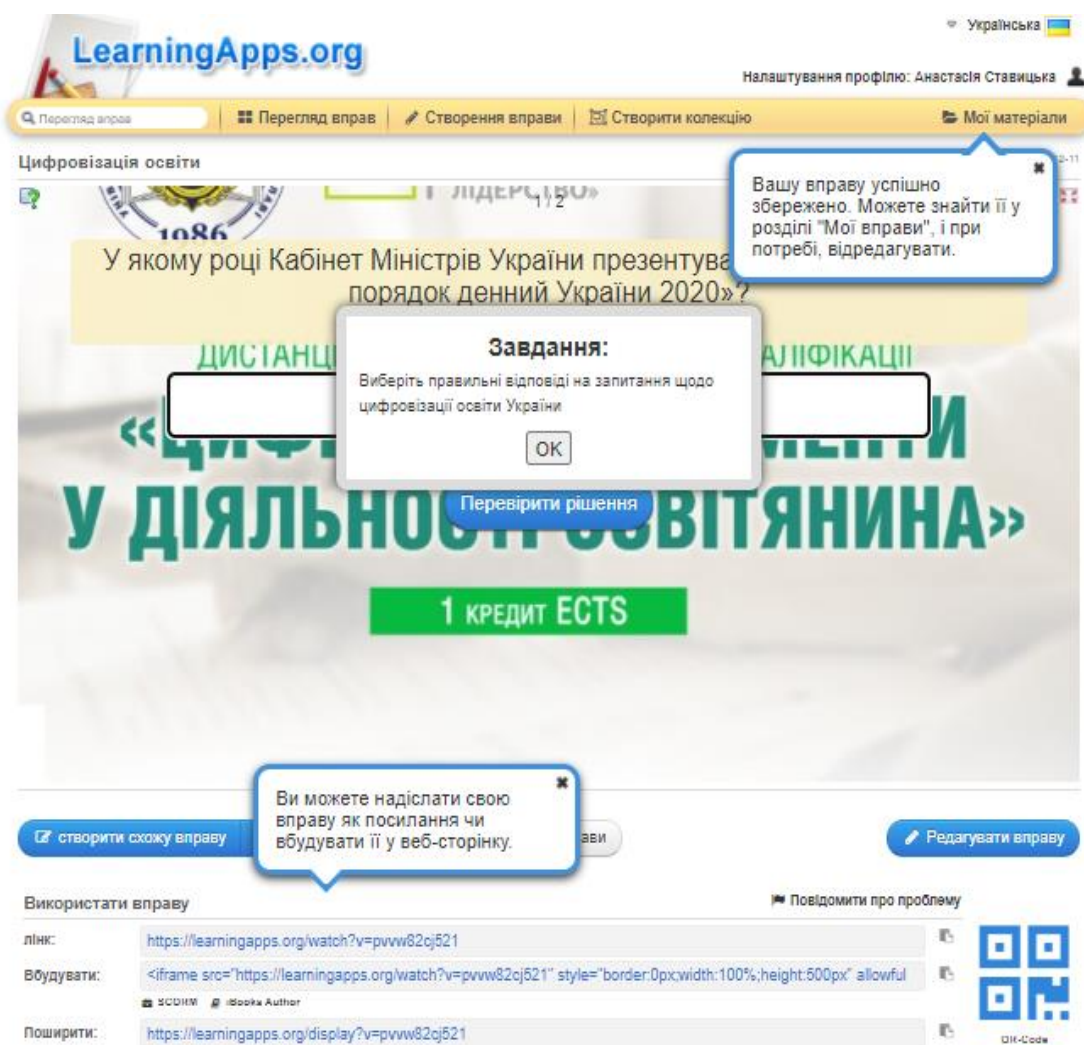 LearningApps.org
Українська
Налаштування профілю: Анастасія Ставицька
Перегляд вправ
Перегляд вправ
Створення вправи
Створити колекцію
Мої матеріали
Цифровізація освіти
Вашу вправу успішно
збережено. Можете знайти її у
розділі "Мої вправи", і при
потребі, відредагувати.
ЛІДЕРСТВО»
1 / 2
1986
У якому році Кабінет Міністрів України
порядок денний України 2020»?
Завдання:
Виберіть правильні відповіді на запитання щодо
цифровізації освіти України
OK
Перевірити рішення
У ДІЯЛЬНОСТІ ОСВІТЯНИНА»
1 КРЕДИТ ECTS
Ви можете надіслати свою
вправу як посилання чи
вбудувати її у веб-сторінку.
створити схожу вправу
Редагувати вправу
Використати вправу
Повідомити про проблему
лінк:
https://learningapps.org/watch?v=pvvw82cj521
Вбудувати:
<iframe src="https://learningapps.org/watch?v=pvvw82cj521" style="border:0px;width:100%;height:500px" allowful
SCORM iBooks Author
Поширити:
https://learningapps.org/display?v=pvvw82cj521
QR-Code